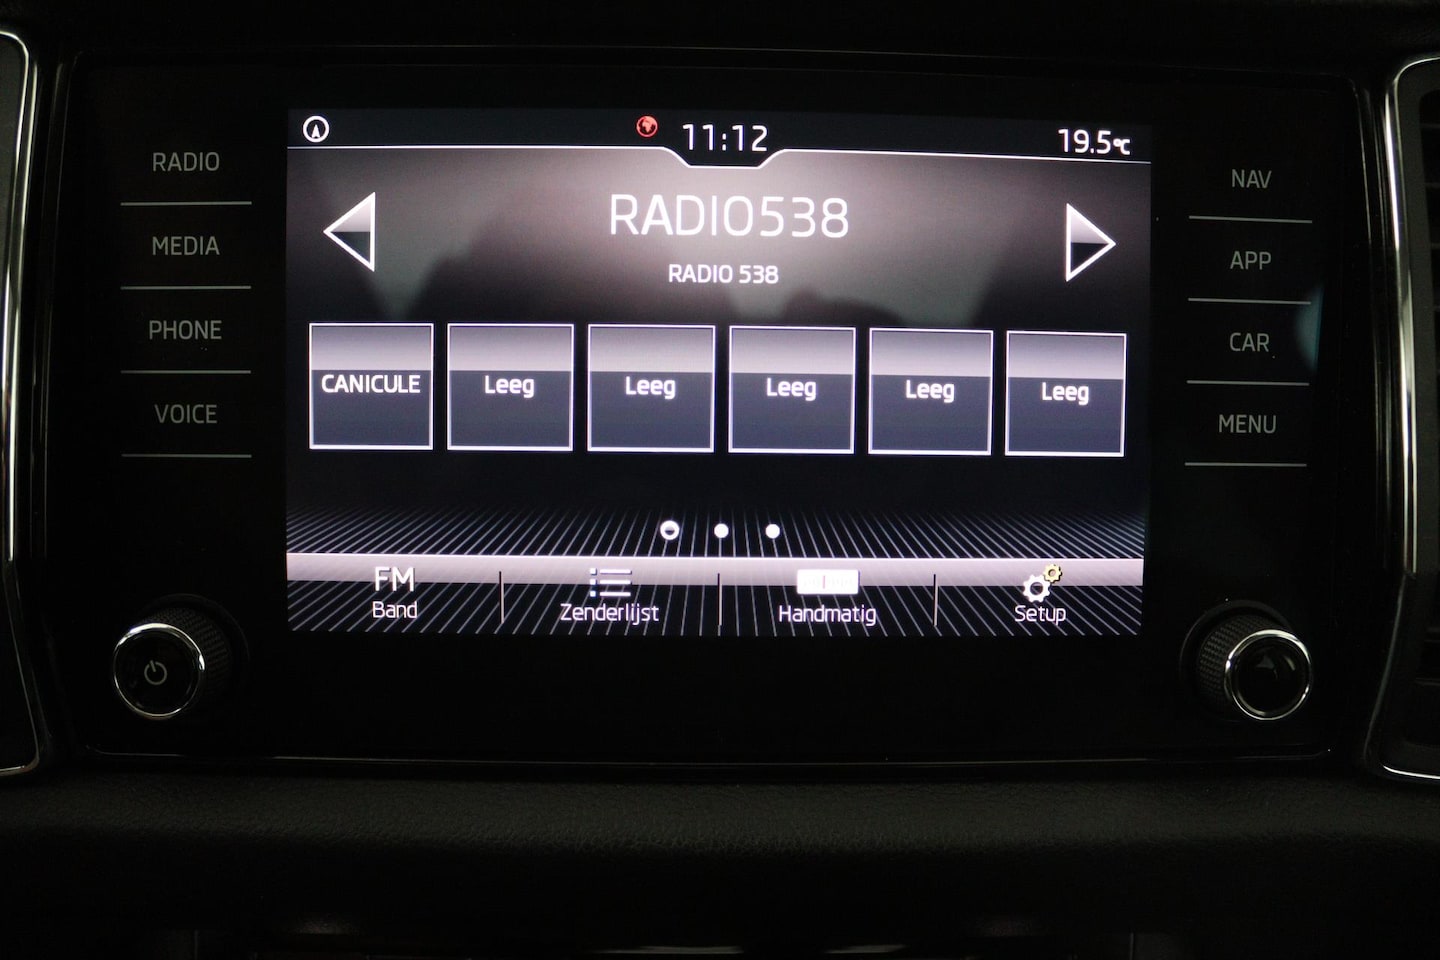 11:12
19.5°C
RADIO
MEDIA
PHONE
VOICE
RADIO538
RADIO 538
CANICULE
Leeg
Leeg
Leeg
Leeg
Leeg
FM
Band
Zenderlijst
Handmatig
Setup
NAV
APP
CAR
MENU